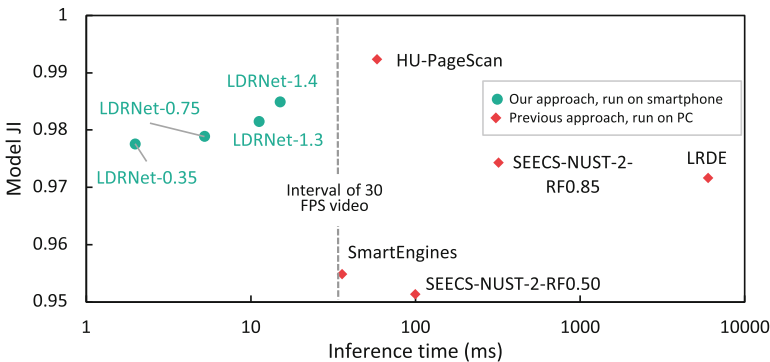 1
HU-PageScan
0.99
LDRNet-1.4
Our approach, run on smartphone
LDRNet-0.75
Previous approach, run on PC
0.98
LDRNet-1.3
Model JI
SEECS-NUST-2-
RF0.85
LRDE
LDRNet-0.35
0.97
Interval of 30
FPS video
0.96
SmartEngines
SEECS-NUST-2-RF0.50
0.95
1
10
100
1000
10000
Inference time (ms)